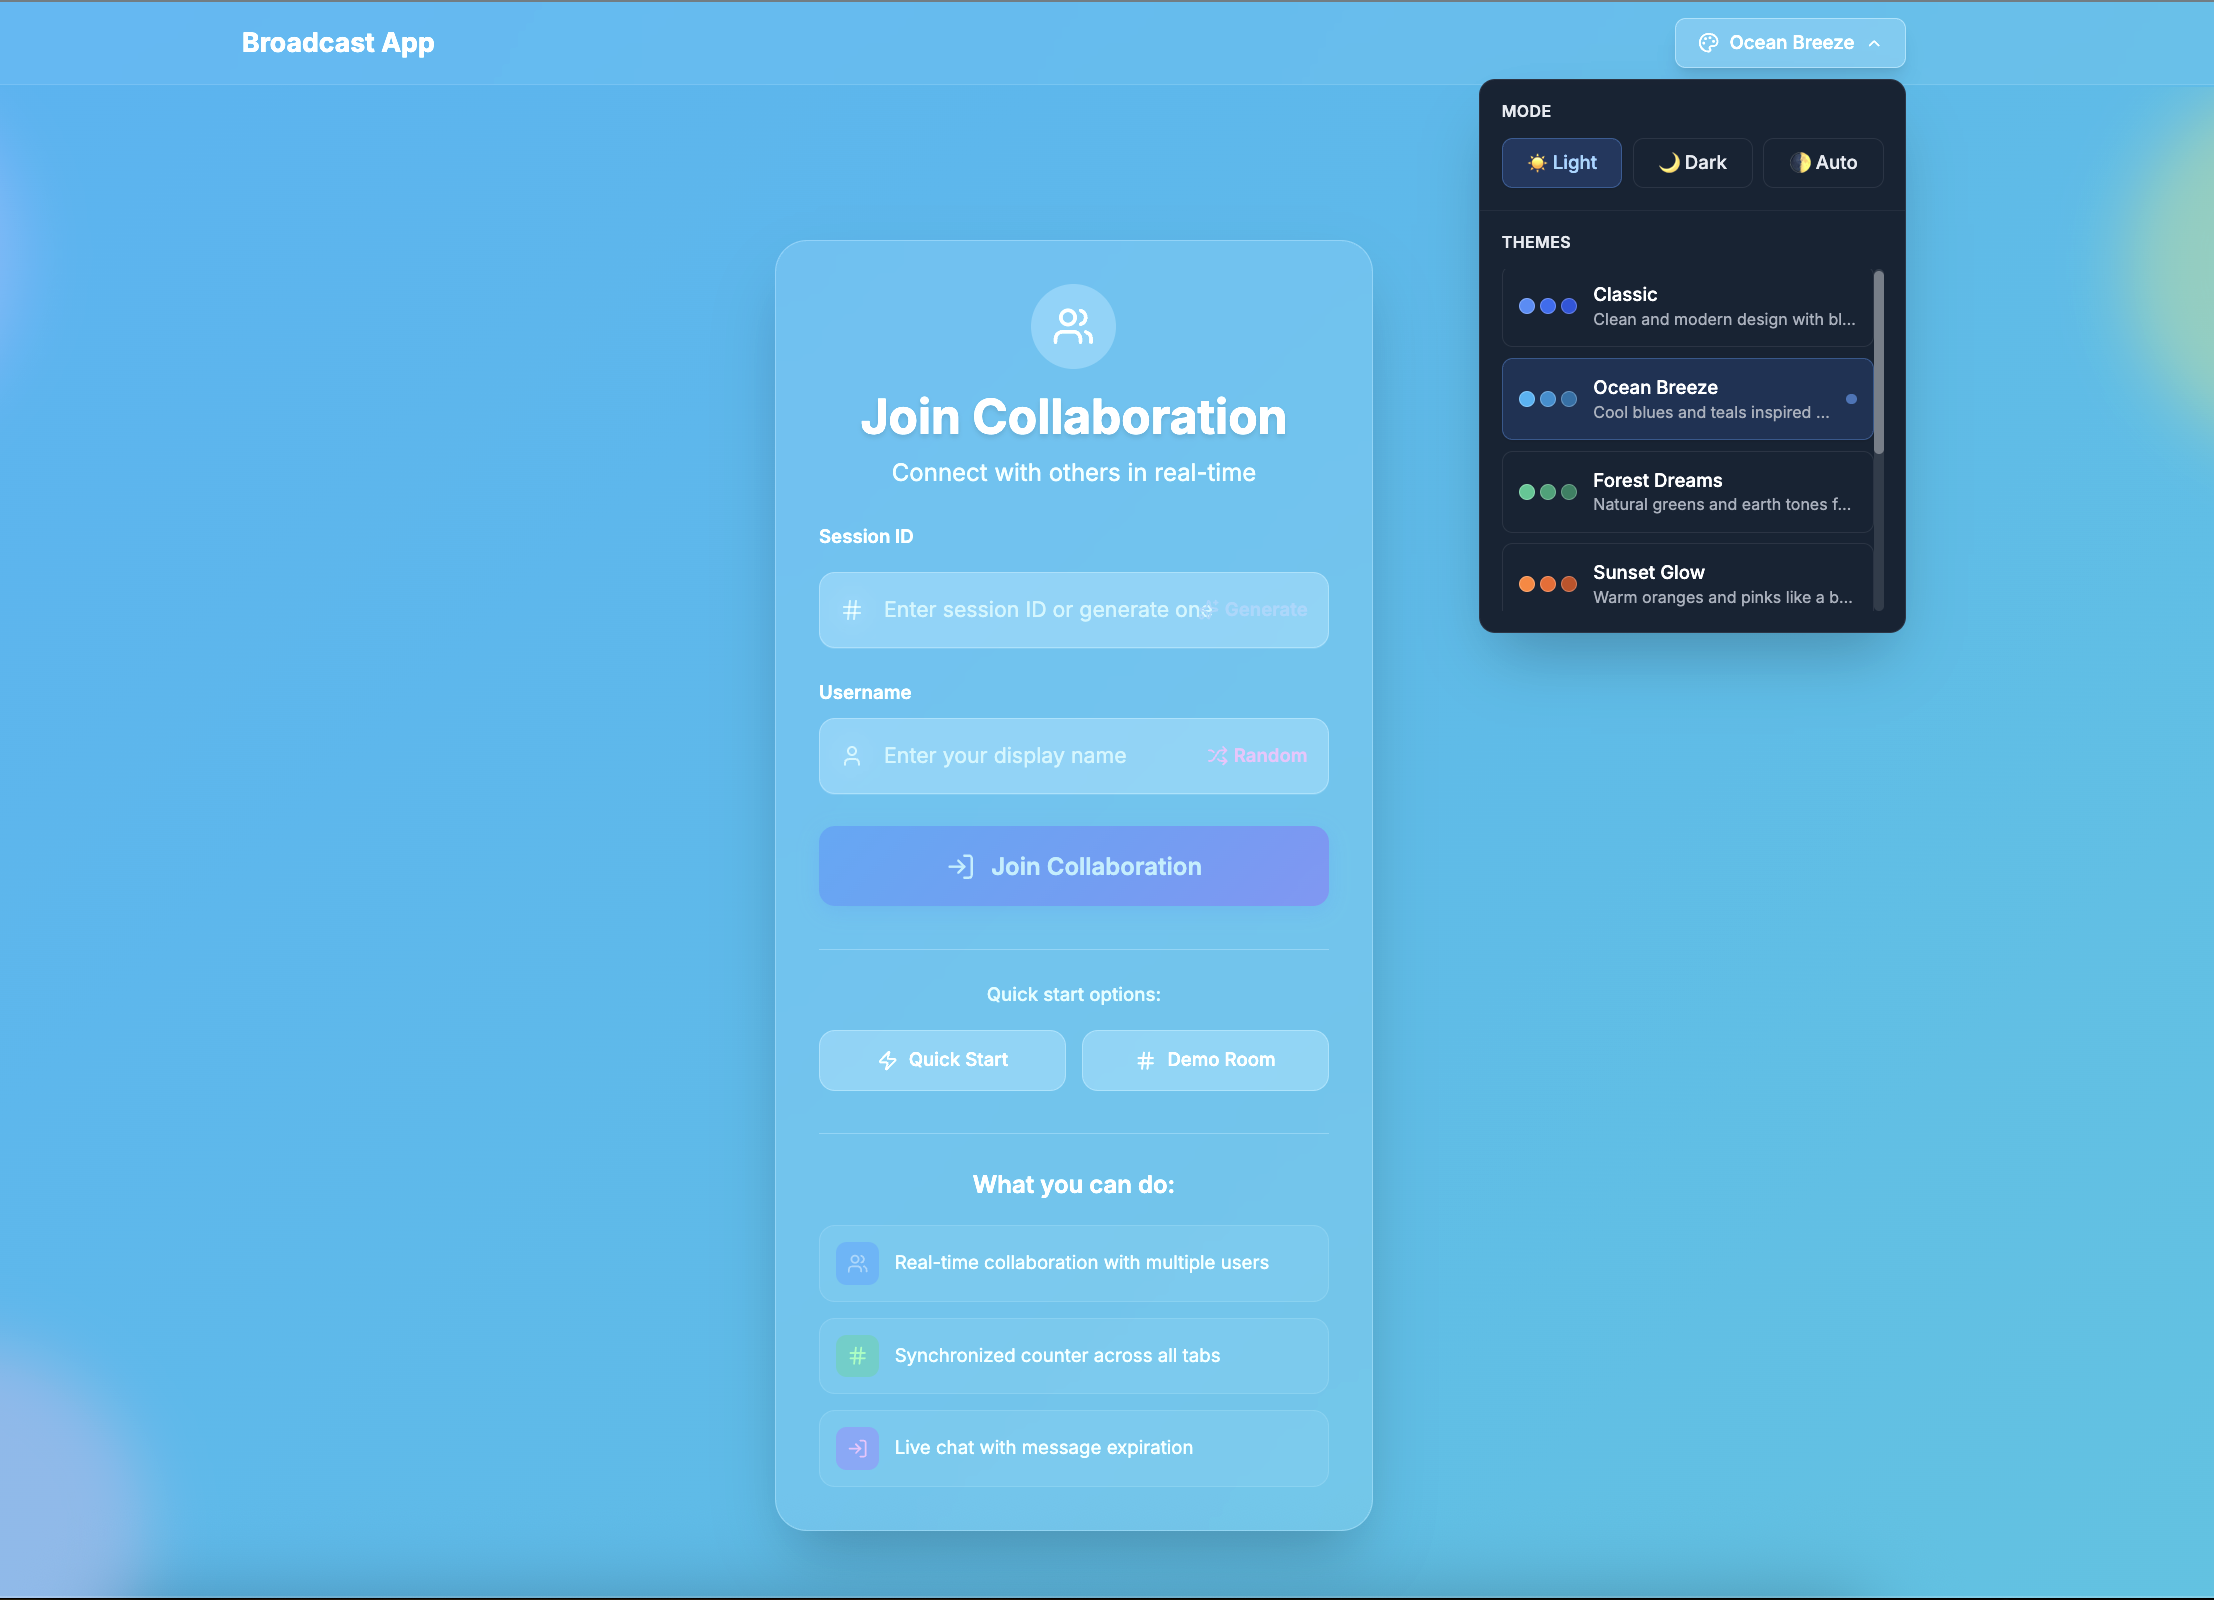 Broadcast App
Ocean Breeze
MODE
☀️ Light
🌙 Dark
🌓 Auto
THEMES
Classic
Clean and modern design with bl...
Ocean Breeze
Cool blues and teals inspired ...
Forest Dreams
Natural greens and earth tones f...
Sunset Glow
Warm oranges and pinks like a b...
Join Collaboration
Connect with others in real-time
Session ID
Enter session ID or generate one
Generate
Username
Enter your display name
Random
Join Collaboration
Quick start options:
Quick Start
Demo Room
What you can do:
Real-time collaboration with multiple users
Synchronized counter across all tabs
Live chat with message expiration